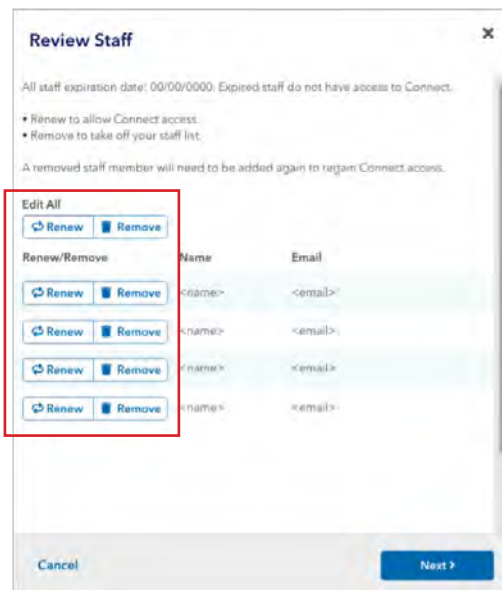 Review Staff
×
All staff expiration date: 00/00/0000. Expired staff do not have access to Connect.
• Renew to allow Connect access.
• Remove to take off your staff list.
A removed staff member will need to be added again to regain Connect access.
Edit All
Renew Remove
Renew/Remove Name Email
Renew Remove <name> <email>
Renew Remove <name> <email>
Renew Remove <name> <email>
Renew Remove <name> <email>
Cancel Next >